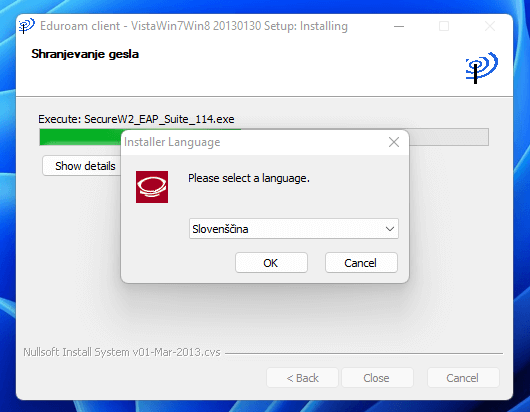 Eduroam client - VistaWin7Win8 20130130 Setup: Installing
Shranjevanje gesla
Execute: SecureW2_EAP_Suite_114.exe
Show details
Installer Language
Please select a language.
Slovenščina
OK
Cancel
Nullsoft Install System v01-Mar-2013.cvs
< Back
Close
Cancel